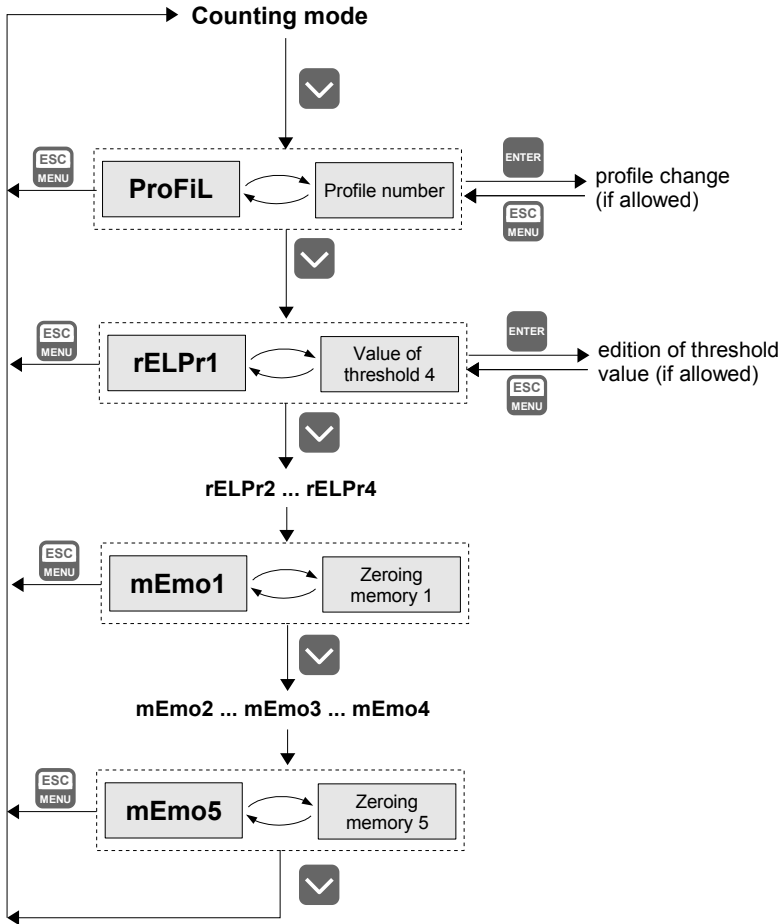 Counting mode
ESC
MENU
ProFiL
Profile number
ENTER
ESC
MENU
profile change
(if allowed)
ESC
MENU
rELPr1
Value of
threshold 4
ENTER
ESC
MENU
edition of threshold
value (if allowed)
rELPr2 ... rELPr4
ESC
MENU
mEmo1
Zeroing
memory 1
mEmo2 ... mEmo3 ... mEmo4
ESC
MENU
mEmo5
Zeroing
memory 5